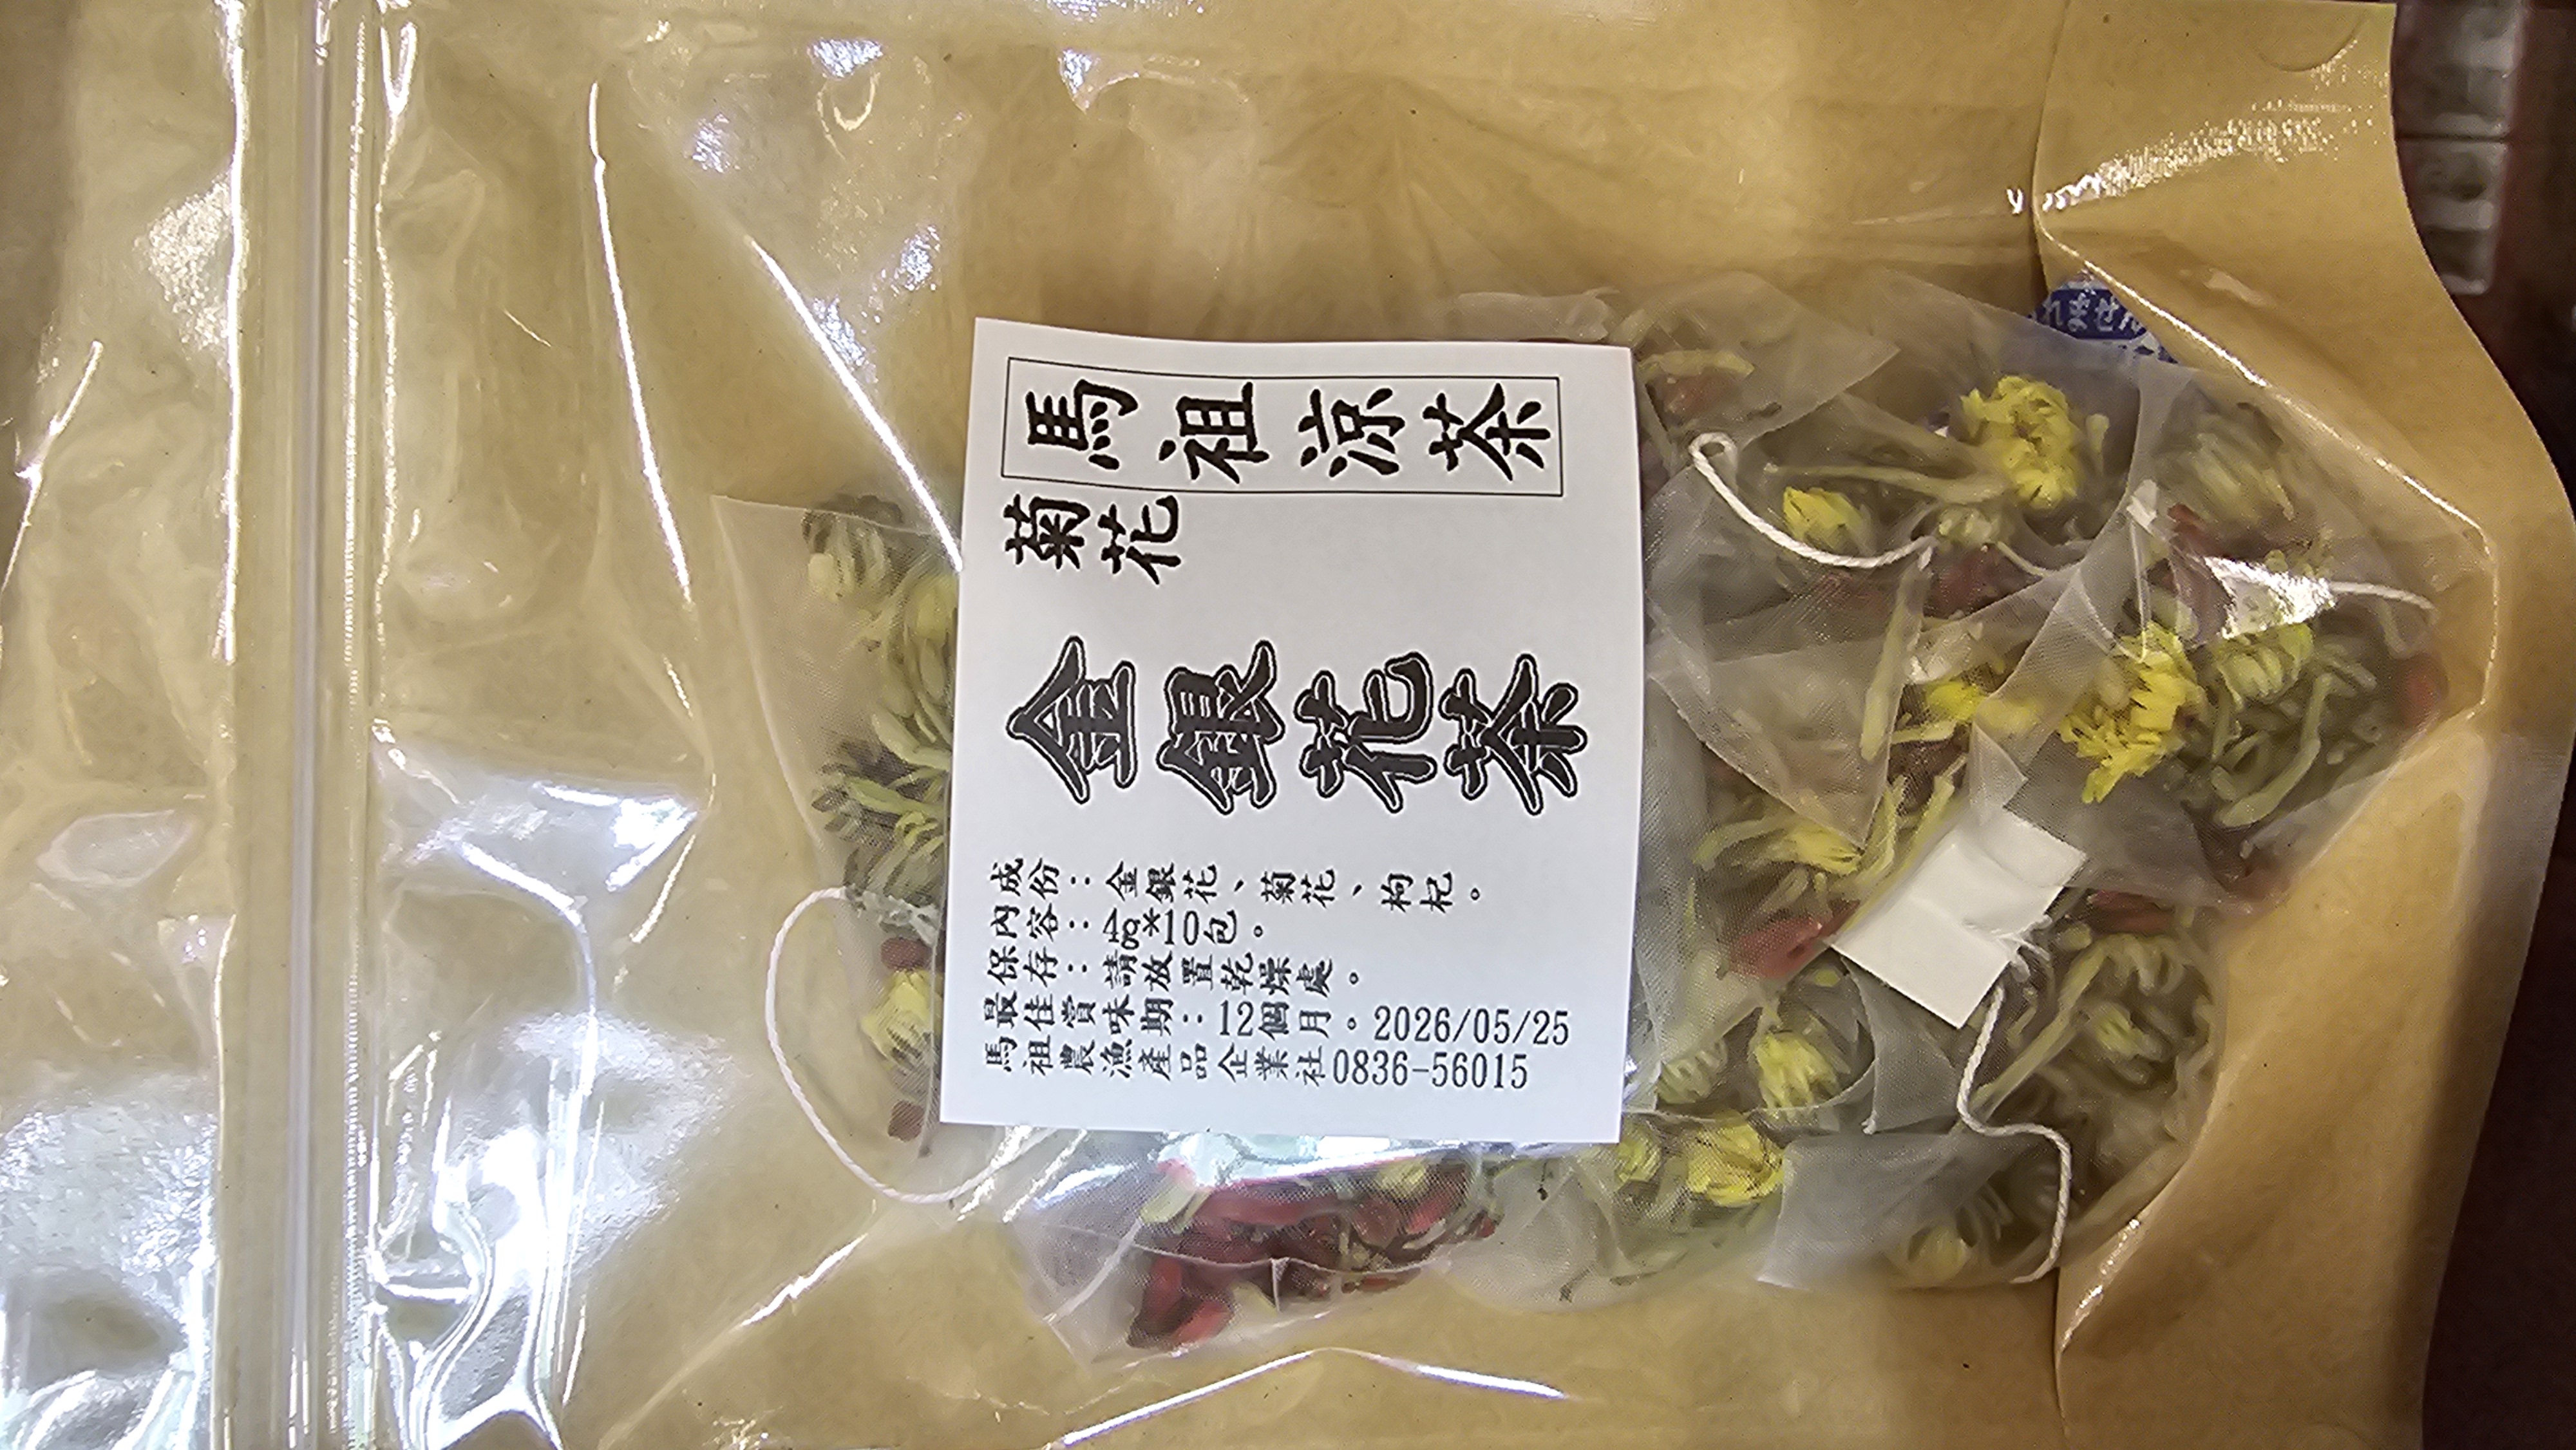 馬祖涼茶
菊花
金銀花茶
成份：金銀花、菊花、枸杞。
內容：4g*10包。
保存：請放置乾燥處。
最佳賞味期：12個月。2026/05/25
馬祖農漁產品企業社0836-56015